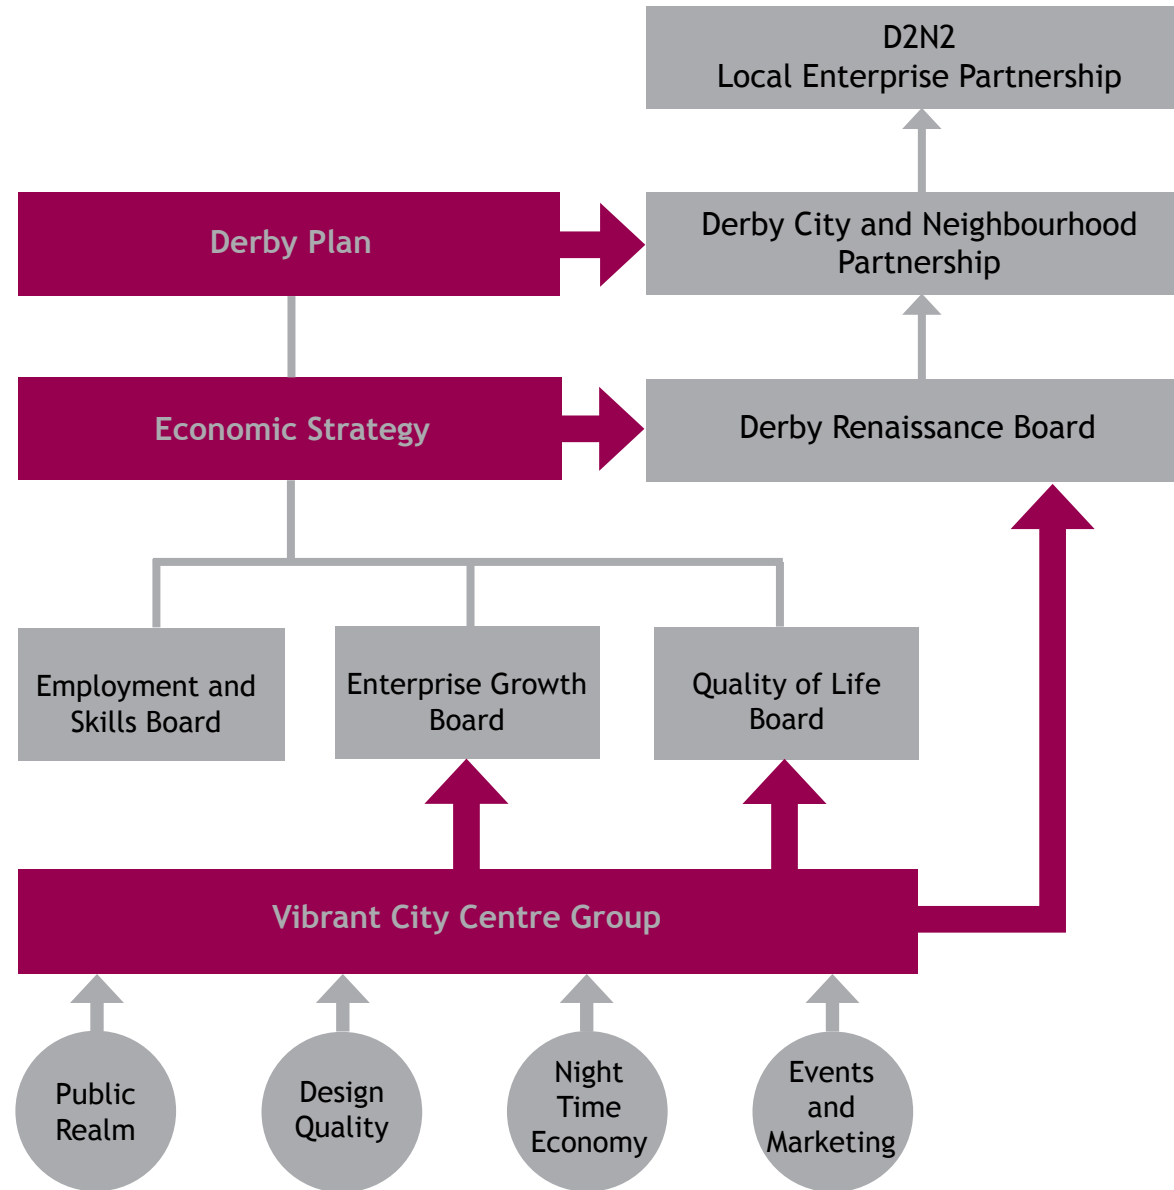 D2N2
Local Enterprise Partnership
Derby Plan
Derby City and Neighbourhood
Partnership
Economic Strategy
Derby Renaissance Board
Employment and
Skills Board
Enterprise Growth
Board
Quality of Life
Board
Vibrant City Centre Group
Public
Realm
Design
Quality
Night
Time
Economy
Events
and
Marketing